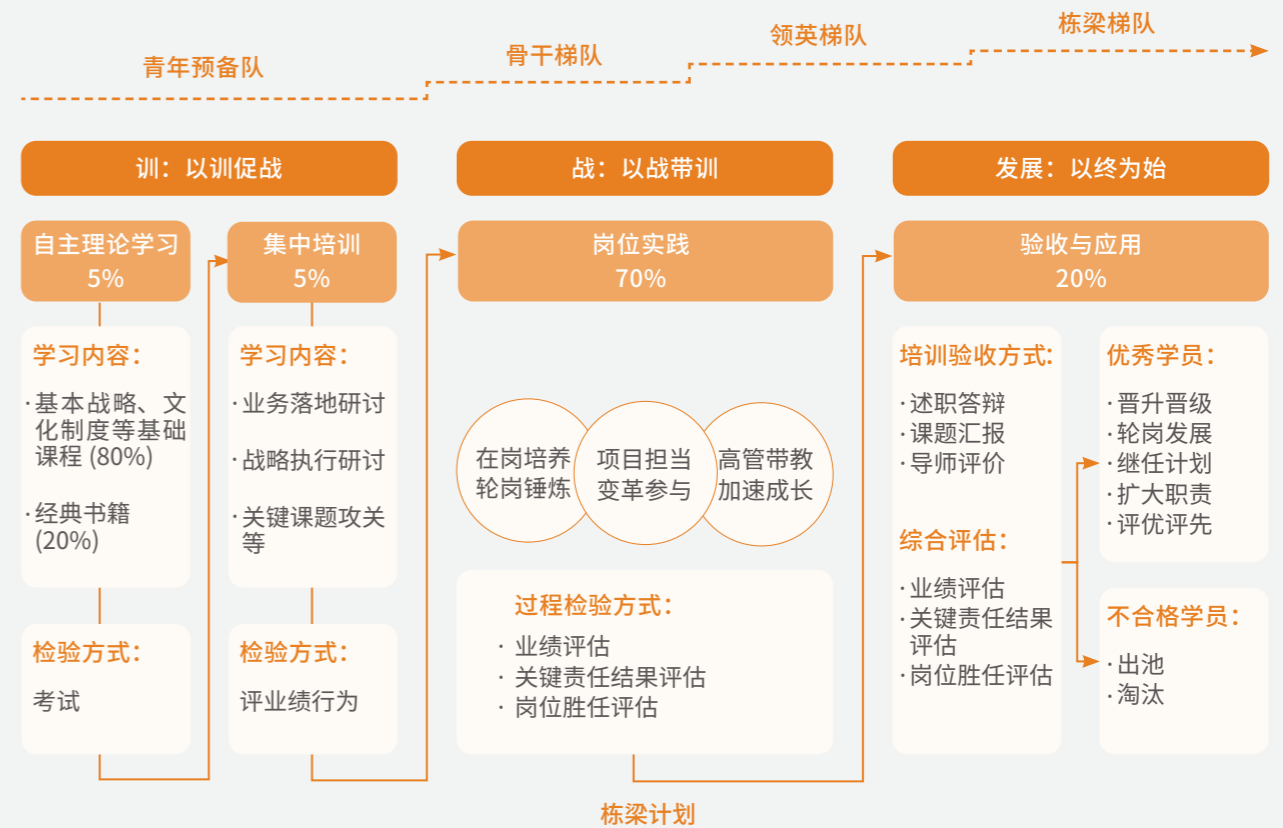 青年预备队
骨干梯队
领英梯队
栋梁梯队
训：以训促战
自主理论学习
5%
学习内容：
·基本战略、文
化制度等基础
课程 (80%)
·经典书籍
(20%)
检验方式：
考试
集中培训
5%
学习内容：
·业务落地研讨
·战略执行研讨
·关键课题攻关
等
检验方式：
评业绩行为
战：以战带训
岗位实践
70%
在岗培养
轮岗锤炼
项目担当
变革参与
高管带教
加速成长
过程检验方式：
· 业绩评估
· 关键责任结果评估
· 岗位胜任评估
发展：以终为始
验收与应用
20%
培训验收方式：
·述职答辩
·课题汇报
·导师评价
综合评估：
·业绩评估
·关键责任结果
评估
·岗位胜任评估
优秀学员：
·晋升晋级
·轮岗发展
·继任计划
·扩大职责
·评优评先
不合格学员：
·出池
·淘汰
栋梁计划